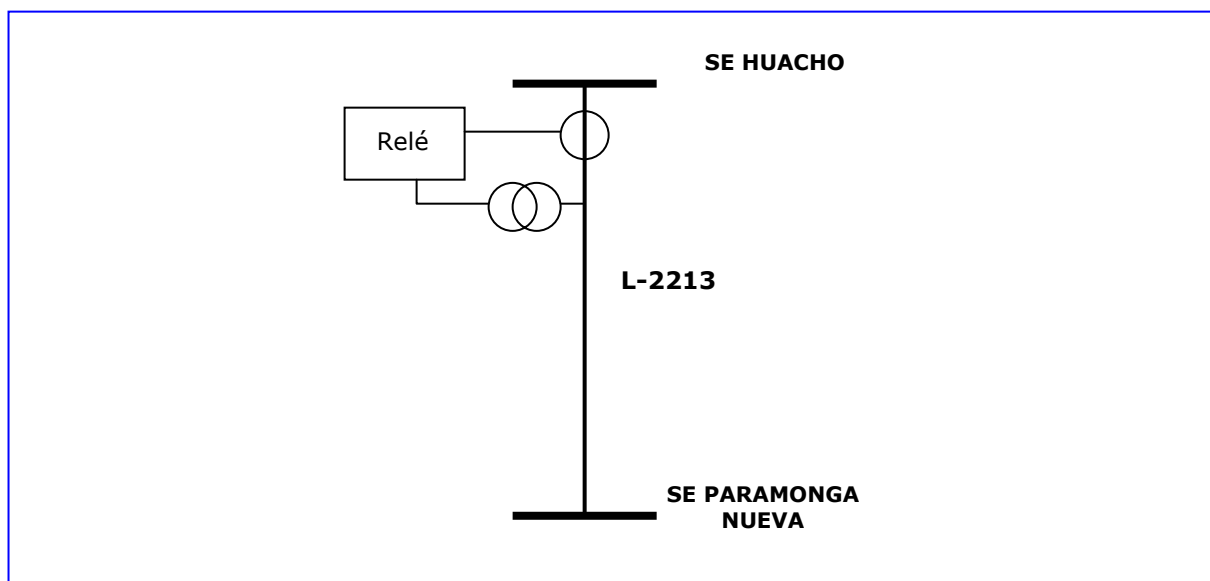 SE HUACHO
Relé
L-2213
SE PARAMONGA
NUEVA